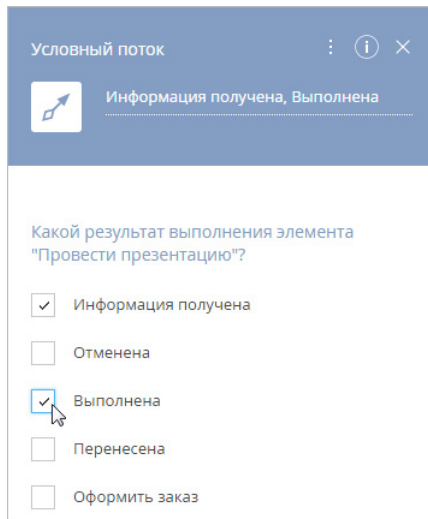 Условный поток
Информация получена, Выполнена
Какой результат выполнения элемента
"Провести презентацию"?
Информация получена
Отменена
Выполнена
Перенесена
Оформить заказ